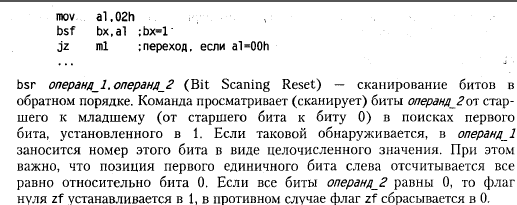 mov al,02h
bsf bx,al ;bx=1
jz m1 ;переход, если al=00h
...
bsr операнд_1,операнд_2 (Bit Scaning Reset) — сканирование битов в
обратном порядке. Команда просматривает (сканирует) биты операнд_2 от стар-
шего к младшему (от старшего бита к биту 0) в поисках первого
бита, установленного в 1. Если таковой обнаруживается, в операнд_1
заносится номер этого бита в виде целочисленного значения. При этом
важно, что позиция первого единичного бита слева отсчитывается все
равно относительно бита 0. Если все биты операнд_2 равны 0, то флаг
нуля zf устанавливается в 1, в противном случае флаг zf сбрасывается в 0.